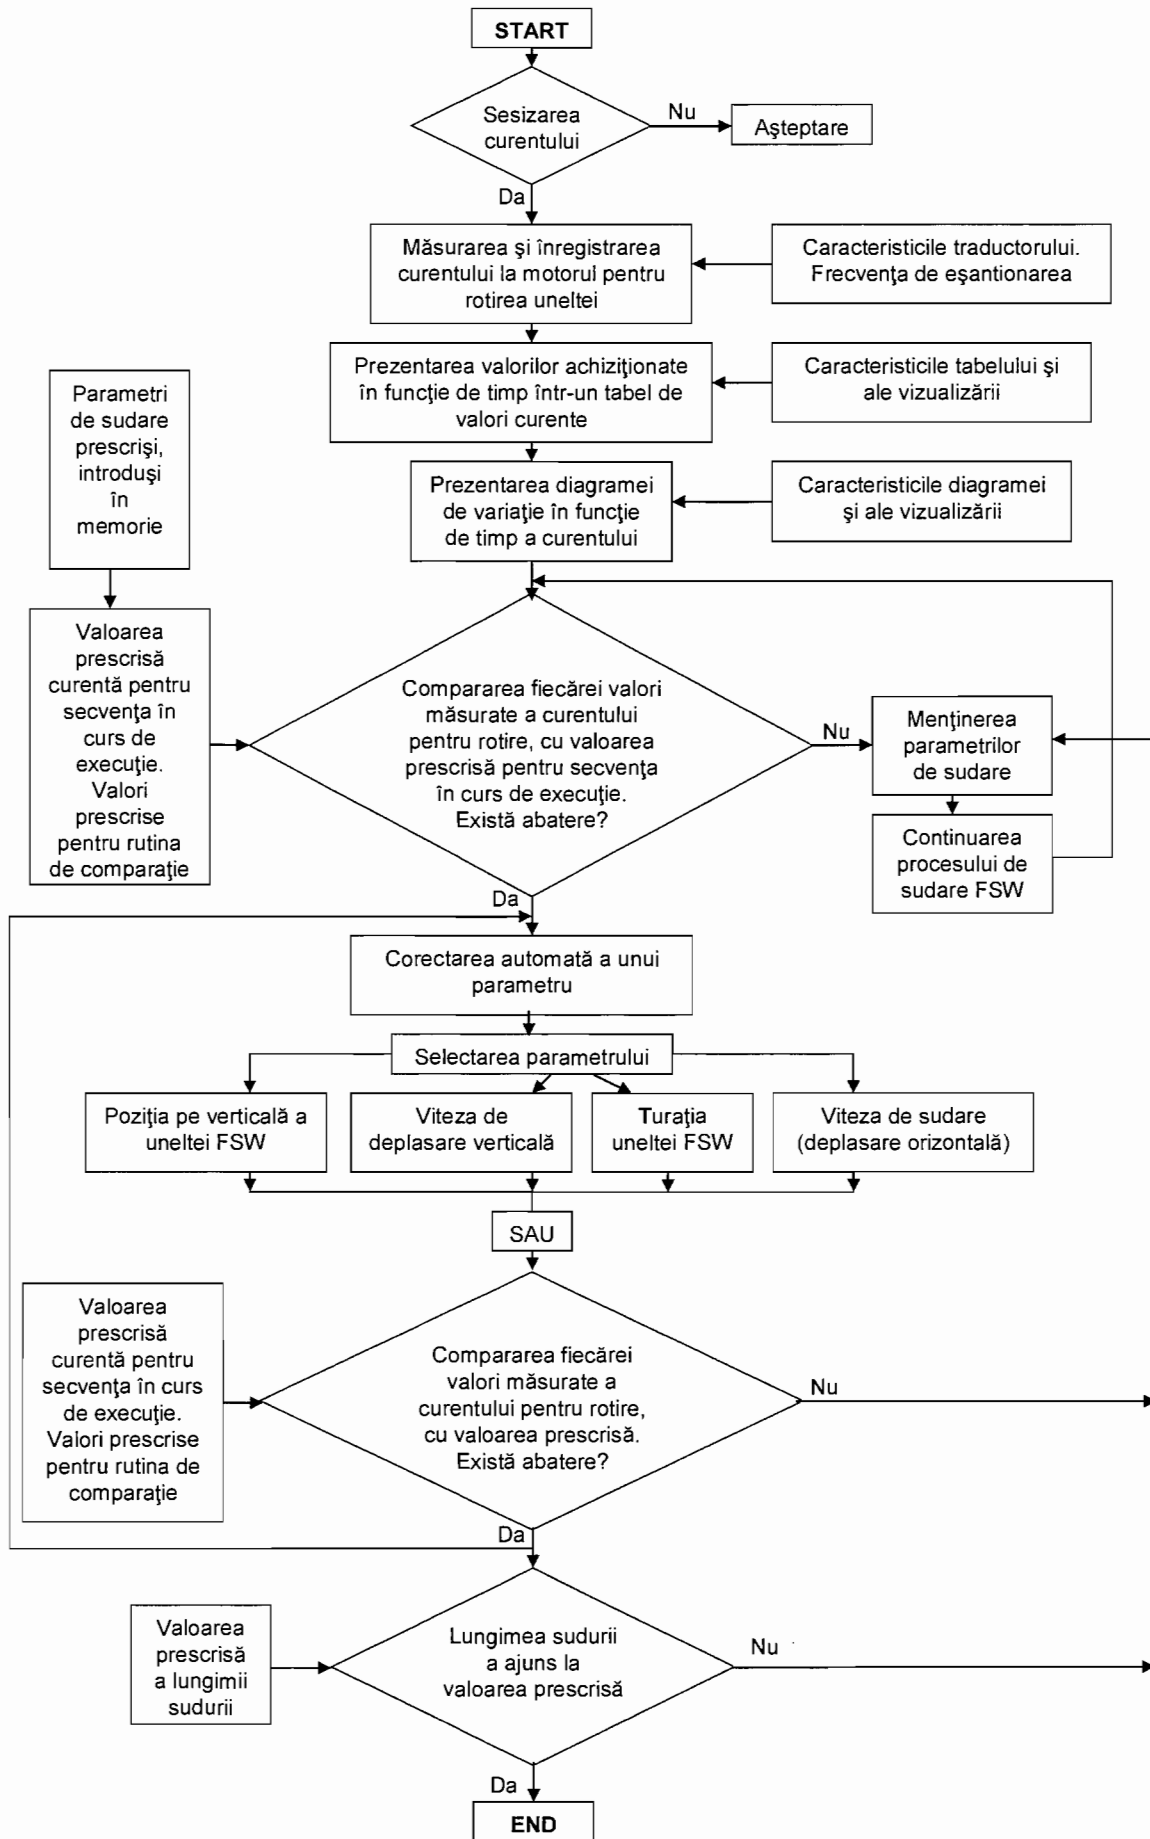 START
Sesizarea
curentului
Nu
Aşteptare
Da
Măsurarea şi înregistrarea
curentului la motorul pentru
rotirea uneltei
Caracteristicile traductorului.
Frecvenţa de eşantionarea
Prezentarea valorilor achiziţionate
în funcţie de timp într-un tabel de
valori curente
Caracteristicile tabelului şi
ale vizualizării
Parametri
de sudare
prescrişi,
introduşi
în
memorie
Prezentarea diagramei
de variaţie în funcţie
de timp a curentului
Caracteristicile diagramei
şi ale vizualizării
Valoarea
prescrisă
curentă pentru
secvenţa în
curs de
execuţie.
Valori
prescrise
pentru rutina
de comparaţie
Compararea fiecărei valori
măsurate a curentului
pentru rotire, cu valoarea
prescrisă pentru secvenţa
în curs de execuţie.
Există abatere?
Nu
Menţinerea
parametrilor
de sudare
Continuarea
procesului de
sudare FSW
Da
Corectarea automată a unui
parametru
Selectarea parametrului
Poziţia pe verticală a
uneltei FSW
Viteza de
deplasare verticală
Turaţia
uneltei FSW
Viteza de sudare
(deplasare orizontală)
SAU
Valoarea
prescrisă
curentă pentru
secvenţa în curs
de execuţie.
Valori prescrise
pentru rutina de
comparaţie
Compararea fiecărei
valori măsurate a
curentului pentru rotire,
cu valoarea prescrisă.
Există abatere?
Nu
Da
Valoarea
prescrisă
a lungimii
sudurii
Lungimea sudurii
a ajuns la
valoarea prescrisă
Nu
Da
END